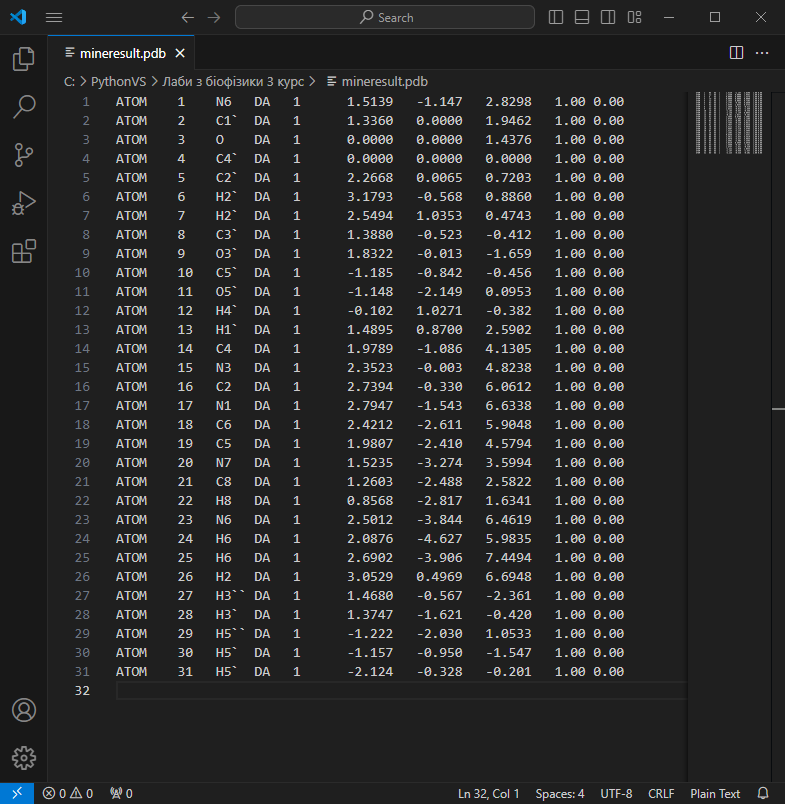 Search
mineresult.pdb
C: > PythonVS > Лаби з біофізики 3 курс > mineresult.pdb
1 ATOM 1 N6 DA 1 1.5139 -1.147 2.8298 1.00 0.00
2 ATOM 2 C1` DA 1 1.3360 0.0000 1.9462 1.00 0.00
3 ATOM 3 O DA 1 0.0000 0.0000 1.4376 1.00 0.00
4 ATOM 4 C4` DA 1 0.0000 0.0000 0.0000 1.00 0.00
5 ATOM 5 C2` DA 1 2.2668 0.0065 0.7203 1.00 0.00
6 ATOM 6 H2` DA 1 3.1793 -0.568 0.8860 1.00 0.00
7 ATOM 7 H2` DA 1 2.5494 1.0353 0.4743 1.00 0.00
8 ATOM 8 C3` DA 1 1.3880 -0.523 -0.412 1.00 0.00
9 ATOM 9 O3` DA 1 1.8322 -0.013 -1.659 1.00 0.00
10 ATOM 10 C5` DA 1 -1.185 -0.842 -0.456 1.00 0.00
11 ATOM 11 O5` DA 1 -1.148 -2.149 0.0953 1.00 0.00
12 ATOM 12 H4` DA 1 -0.102 1.0271 -0.382 1.00 0.00
13 ATOM 13 H1` DA 1 1.4895 0.8700 2.5902 1.00 0.00
14 ATOM 14 C4 DA 1 1.9789 -1.086 4.1305 1.00 0.00
15 ATOM 15 N3 DA 1 2.3523 -0.003 4.8238 1.00 0.00
16 ATOM 16 C2 DA 1 2.7394 -0.330 6.0612 1.00 0.00
17 ATOM 17 N1 DA 1 2.7947 -1.543 6.6338 1.00 0.00
18 ATOM 18 C6 DA 1 2.4212 -2.611 5.9048 1.00 0.00
19 ATOM 19 C5 DA 1 1.9807 -2.410 4.5794 1.00 0.00
20 ATOM 20 N7 DA 1 1.5235 -3.274 3.5994 1.00 0.00
21 ATOM 21 C8 DA 1 1.2603 -2.488 2.5822 1.00 0.00
22 ATOM 22 H8 DA 1 0.8568 -2.817 1.6341 1.00 0.00
23 ATOM 23 N6 DA 1 2.5012 -3.844 6.4619 1.00 0.00
24 ATOM 24 H6 DA 1 2.0876 -4.627 5.9835 1.00 0.00
25 ATOM 25 H6 DA 1 2.6902 -3.906 7.4494 1.00 0.00
26 ATOM 26 H2 DA 1 3.0529 0.4969 6.6948 1.00 0.00
27 ATOM 27 H3`` DA 1 1.4680 -0.567 -2.361 1.00 0.00
28 ATOM 28 H3` DA 1 1.3747 -1.621 -0.420 1.00 0.00
29 ATOM 29 H5`` DA 1 -1.222 -2.030 1.0533 1.00 0.00
30 ATOM 30 H5` DA 1 -1.157 -0.950 -1.547 1.00 0.00
31 ATOM 31 H5` DA 1 -2.124 -0.328 -0.201 1.00 0.00
32
0 0 0 Ln 32, Col 1 Spaces: 4 UTF-8 CRLF Plain Text